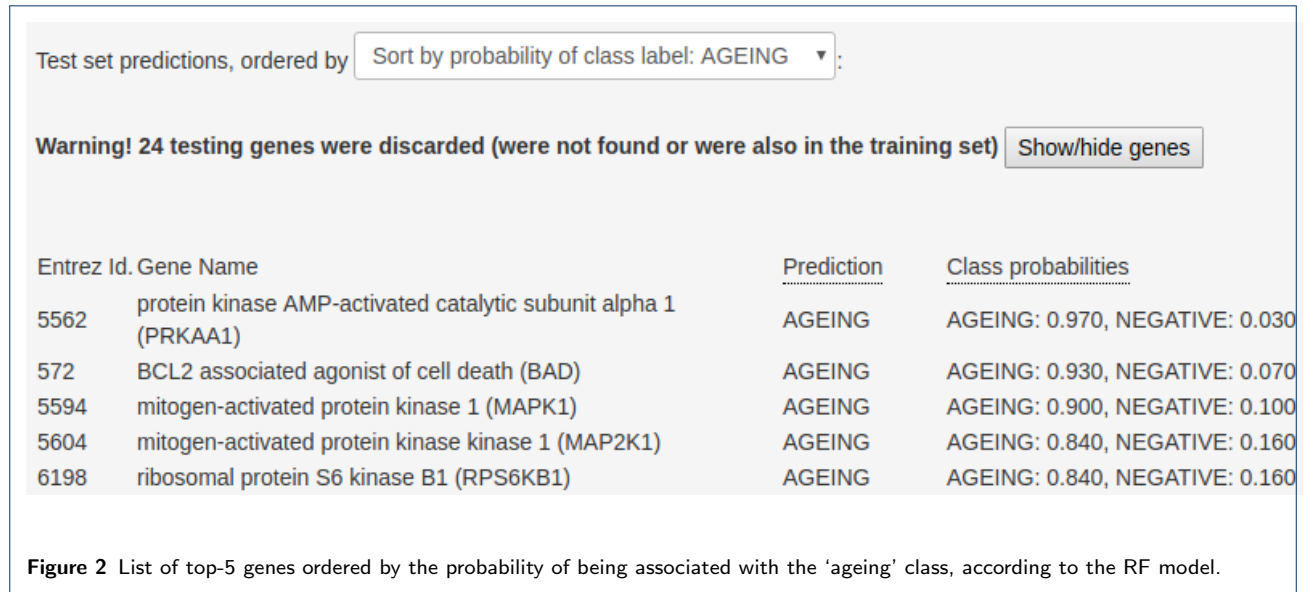 Test set predictions, ordered by Sort by probability of class label: AGEING ▼ :
Warning! 24 testing genes were discarded (were not found or were also in the training set) Show/hide genes
Entrez Id. Gene Name Prediction Class probabilities
5562 protein kinase AMP-activated catalytic subunit alpha 1 (PRKAA1) AGEING AGEING: 0.970, NEGATIVE: 0.030
572 BCL2 associated agonist of cell death (BAD) AGEING AGEING: 0.930, NEGATIVE: 0.070
5594 mitogen-activated protein kinase 1 (MAPK1) AGEING AGEING: 0.900, NEGATIVE: 0.100
5604 mitogen-activated protein kinase kinase 1 (MAP2K1) AGEING AGEING: 0.840, NEGATIVE: 0.160
6198 ribosomal protein S6 kinase B1 (RPS6KB1) AGEING AGEING: 0.840, NEGATIVE: 0.160
Figure 2 List of top-5 genes ordered by the probability of being associated with the ‘ageing’ class, according to the RF model.